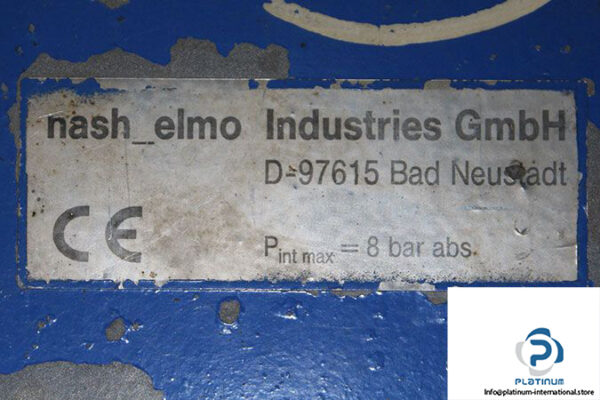 nash_elmo Industries GmbH
D-97615 Bad Neustadt
CE
Pint max = 8 bar abs.
PLATINUM
Info@platinum-international.store